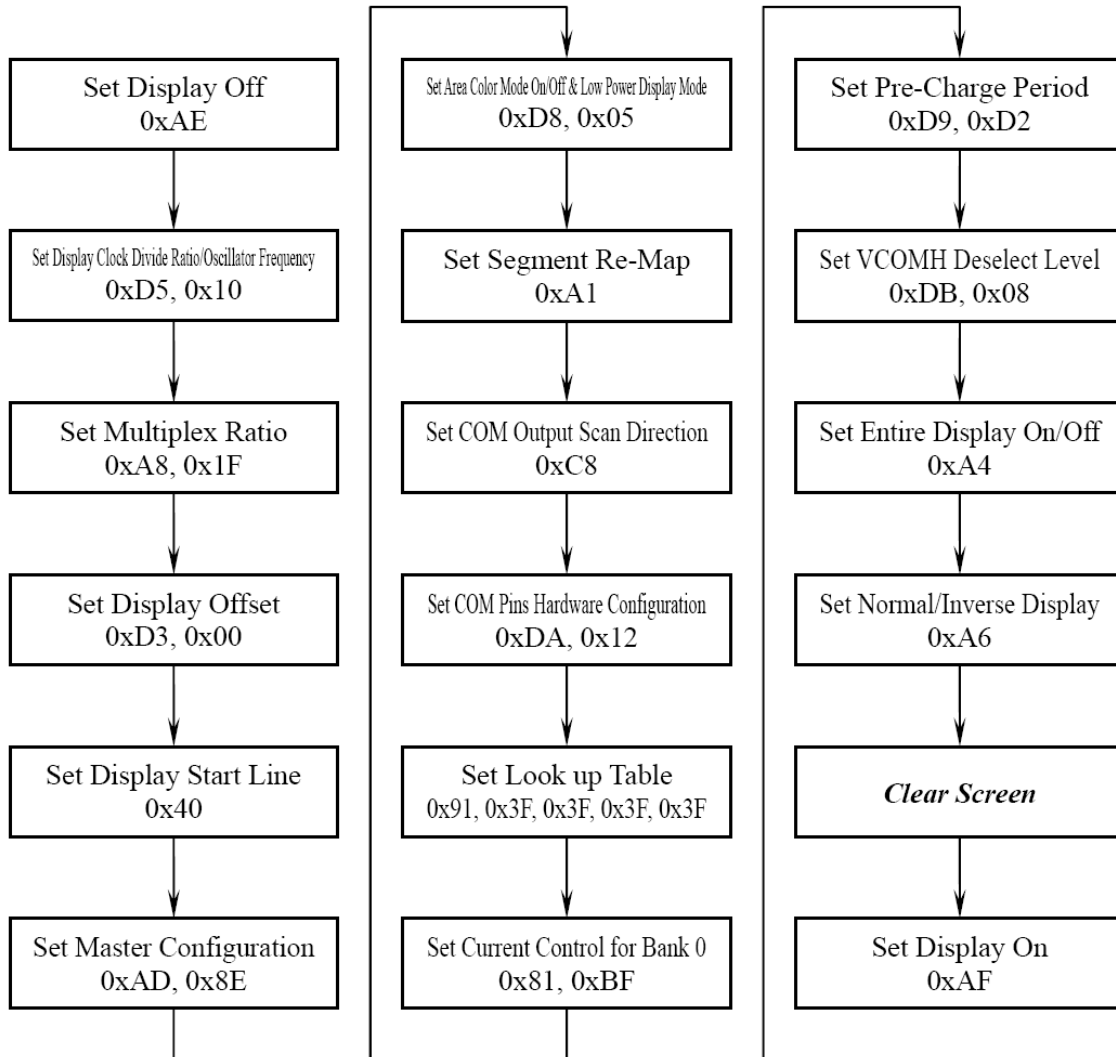 Set Display Off
0xAE
Set Display Clock Divide Ratio/Oscillator Frequency
0xD5, 0x10
Set Multiplex Ratio
0xA8, 0x1F
Set Display Offset
0xD3, 0x00
Set Display Start Line
0x40
Set Master Configuration
0xAD, 0x8E
Set Area Color Mode On/Off & Low Power Display Mode
0xD8, 0x05
Set Segment Re-Map
0xA1
Set COM Output Scan Direction
0xC8
Set COM Pins Hardware Configuration
0xDA, 0x12
Set Look up Table
0x91, 0x3F, 0x3F, 0x3F, 0x3F
Set Current Control for Bank 0
0x81, 0xBF
Set Pre-Charge Period
0xD9, 0xD2
Set VCOMH Deselect Level
0xDB, 0x08
Set Entire Display On/Off
0xA4
Set Normal/Inverse Display
0xA6
Clear Screen
Set Display On
0xAF